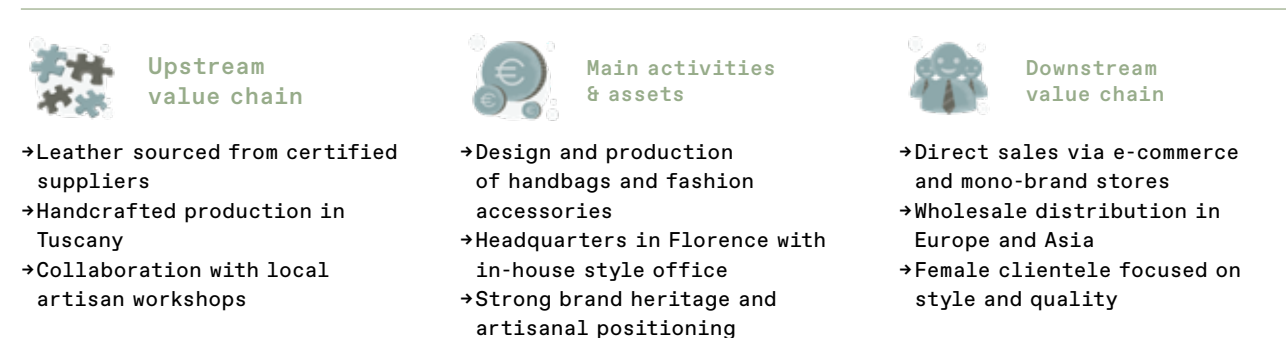 Upstream
value chain
→Leather sourced from certified
suppliers
→Handcrafted production in
Tuscany
→Collaboration with local
artisan workshops
€
€
€
Main activities
& assets
→Design and production
of handbags and fashion
accessories
→Headquarters in Florence with
in-house style office
→Strong brand heritage and
artisanal positioning
Downstream
value chain
→Direct sales via e-commerce
and mono-brand stores
→Wholesale distribution in
Europe and Asia
→Female clientele focused on
style and quality